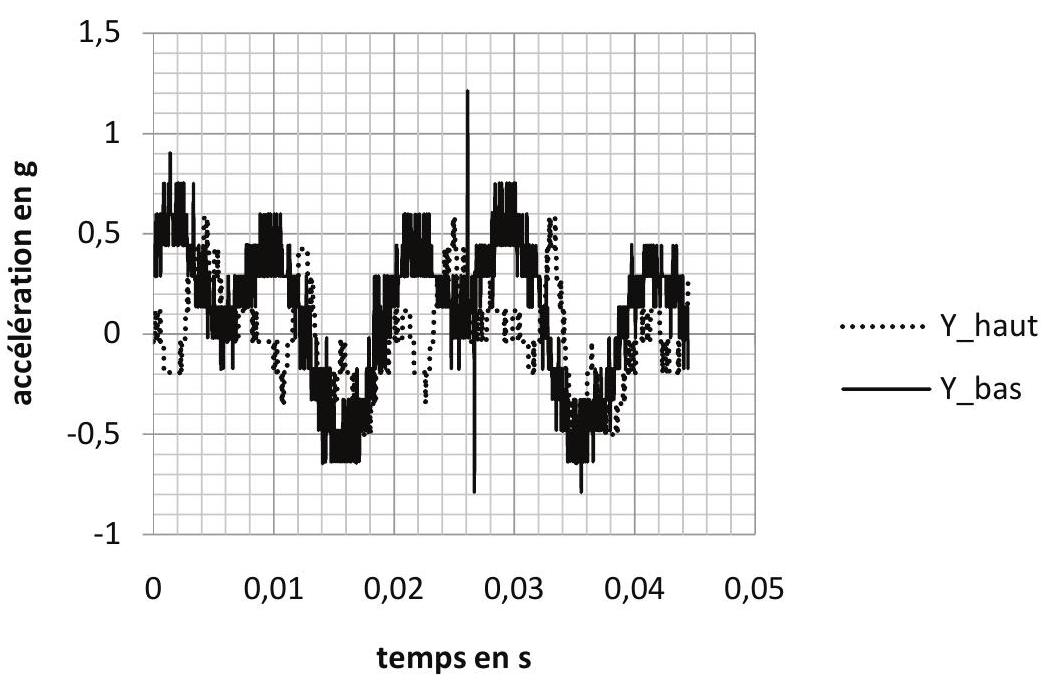 accélération en g
1,5
1
0,5
0
-0,5
-1
0 0,01 0,02 0,03 0,04 0,05
temps en s
Y_haut
Y_bas